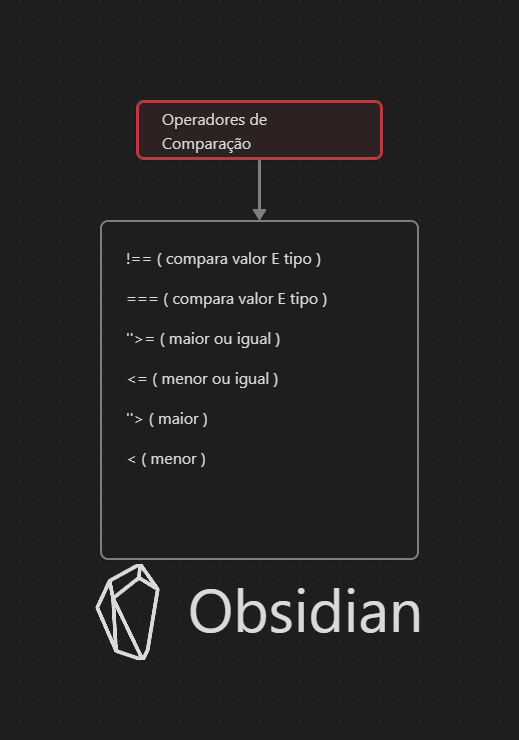 Operadores de
Comparação
!== ( compara valor E tipo )
=== ( compara valor E tipo )
">= ( maior ou igual )
<= ( menor ou igual )
"> ( maior )
< ( menor )
Obsidian